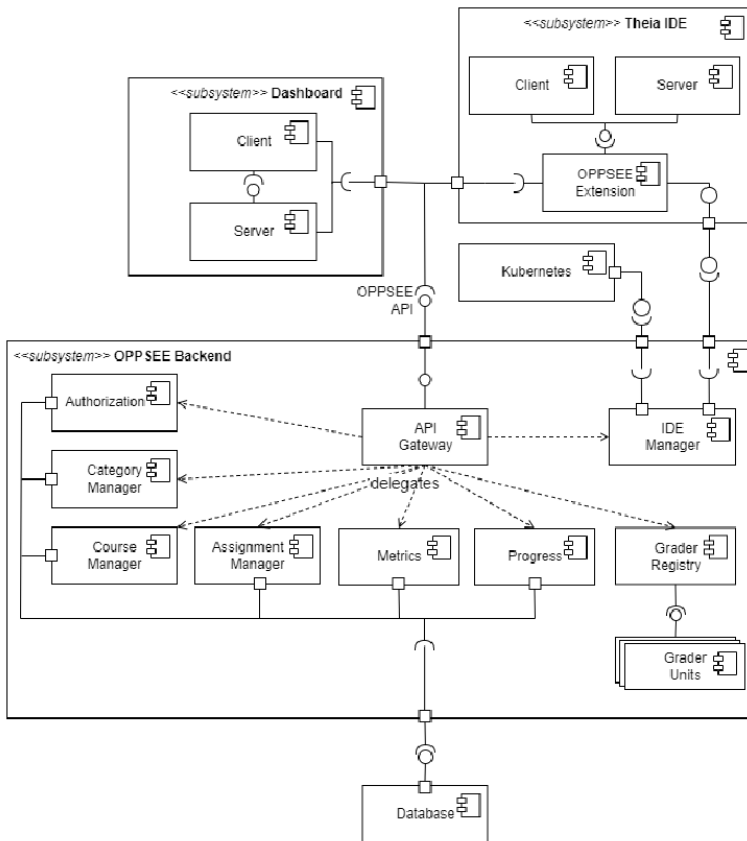 <<subsystem>> Theia IDE
Client
Server
OPPSEE
Extension
<<subsystem>> Dashboard
Client
Server
Kubernetes
OPPSEE
API
<<subsystem>> OPPSEE Backend
Authorization
API
Gateway
IDE
Manager
Category
Manager
delegates
Course
Manager
Assignment
Manager
Metrics
Progress
Grader
Registry
Grader
Units
Database